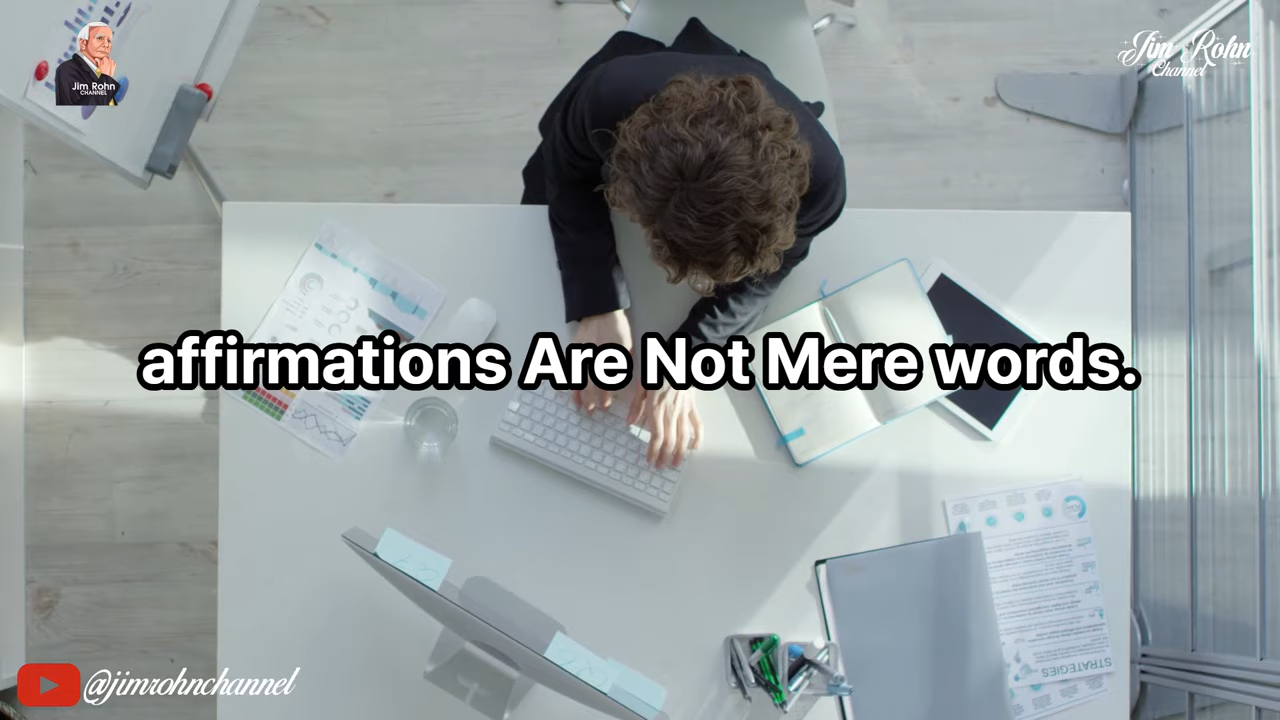 Jim Rohn
CHANNEL
Jim Rohn
Channel
affirmations Are Not Mere words.
STRATEGIES
@jimrohnchannel